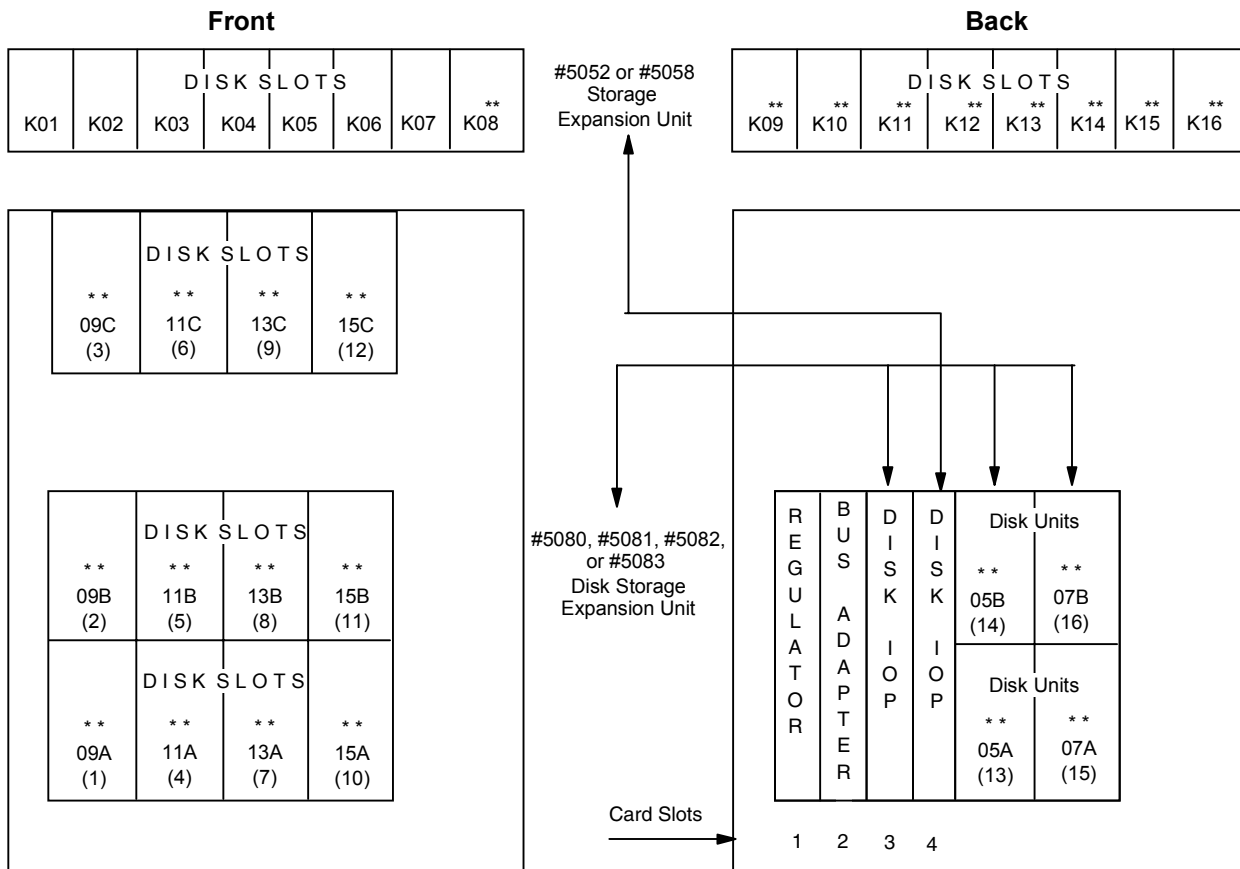 Front
Back
DISK SLOTS
**
K01 K02 K03 K04 K05 K06 K07 K08
#5052 or #5058
Storage
Expansion Unit
DISK SLOTS
** ** ** ** ** ** ** **
K09 K10 K11 K12 K13 K14 K15 K16
DISK SLOTS
** ** ** **
09C 11C 13C 15C
(3) (6) (9) (12)
DISK SLOTS
** ** ** **
09B 11B 13B 15B
(2) (5) (8) (11)
DISK SLOTS
** ** ** **
09A 11A 13A 15A
(1) (4) (7) (10)
#5080, #5081, #5082,
or #5083
Disk Storage
Expansion Unit
REGULATOR
BUS ADAPTER
DISK IOP
DISK IOP
Disk Units
** **
05B 07B
(14) (16)
Disk Units
** **
05A 07A
(13) (15)
Card Slots
1 2 3 4